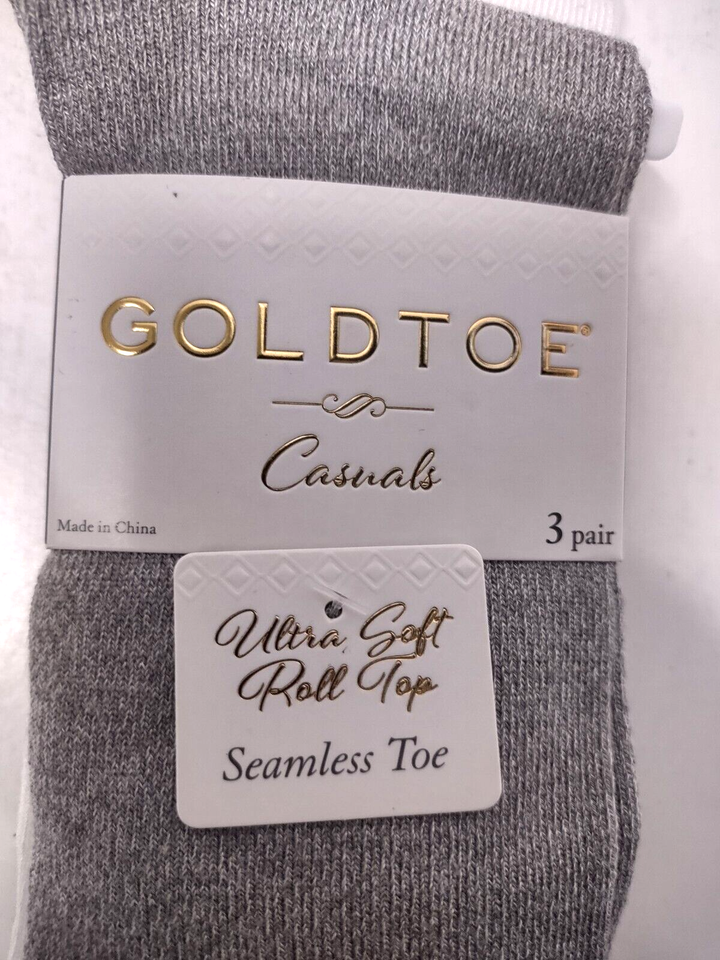 GOLDTOE®
Casuals
Made in China
3 pair
Ultra Soft
Roll Top
Seamless Toe